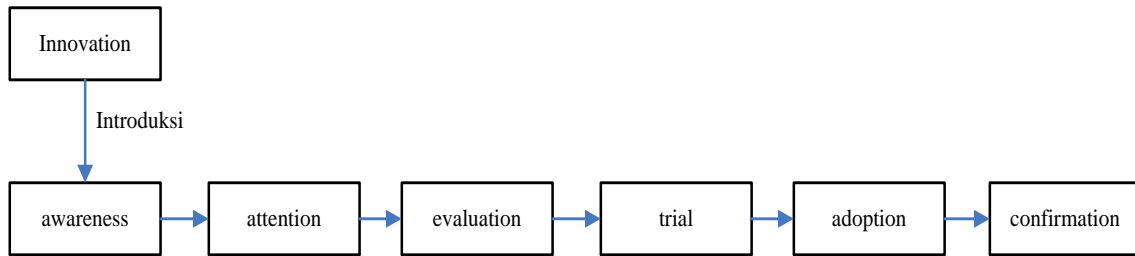 Innovation
Introduksi
awareness
attention
evaluation
trial
adoption
confirmation